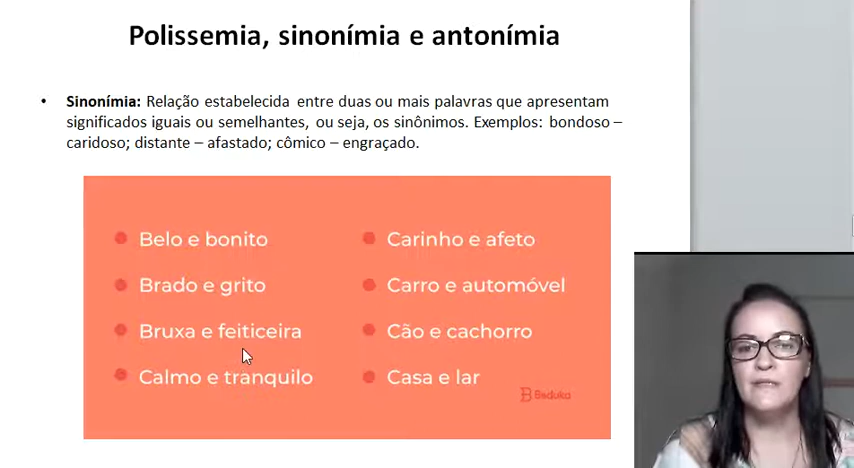 Polissemia, sinonímia e antonímia
• Sinonímia: Relação estabelecida entre duas ou mais palavras que apresentam
significados iguais ou semelhantes, ou seja, os sinônimos. Exemplos: bondoso –
caridoso; distante – afastado; cômico – engraçado.
Belo e bonito
Brado e grito
Bruxa e feiticeira
Calmo e tranquilo
Carinho e afeto
Carro e automóvel
Cão e cachorro
Casa e lar
Beduka